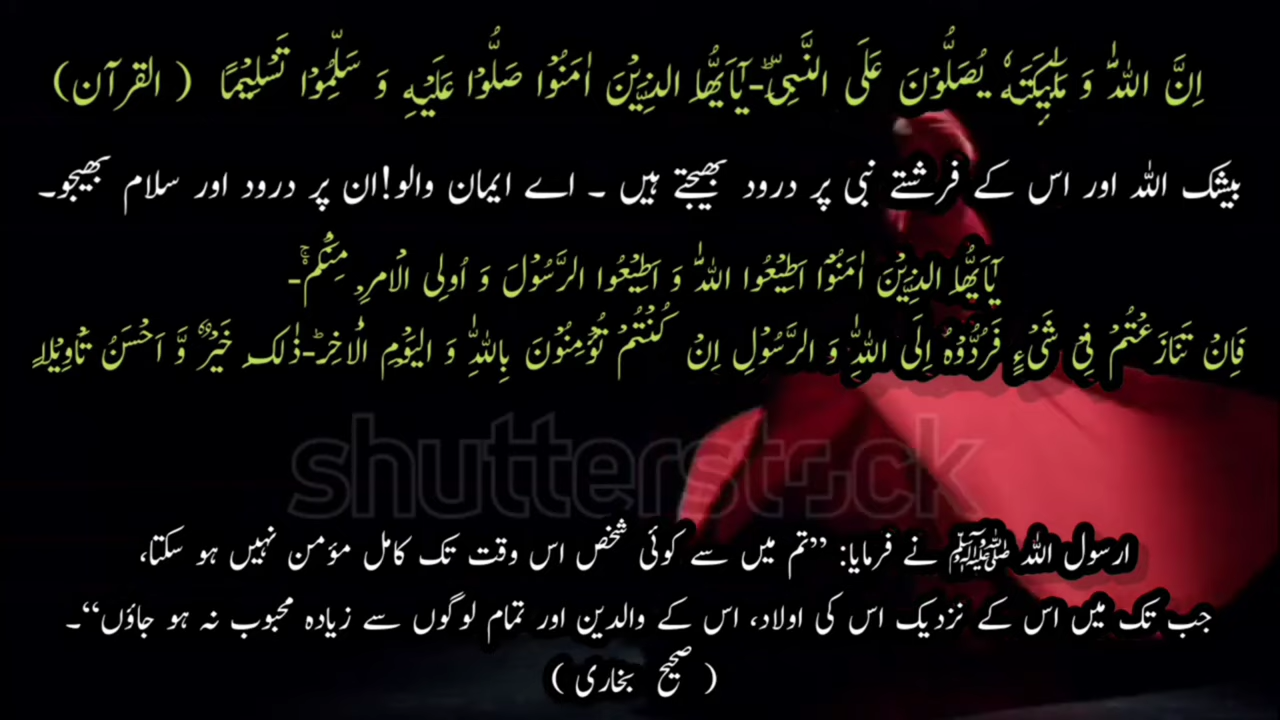 اِنَّ اللّٰهَ وَ مَلٰٓىٕكَتَهٗ یُصَلُّوْنَ عَلَى النَّبِیِّؕ-یٰۤاَیُّهَا الَّذِیْنَ اٰمَنُوْا صَلُّوْا عَلَیْهِ وَ سَلِّمُوْا تَسْلِیْمًا ( القرآن)
بیشک اللہ اور اس کے فرشتے نبی پر درود بھیجتے ہیں ۔ اے ایمان والو!ان پر درود اور سلام بھیجو۔
یٰۤاَیُّهَا الَّذِیْنَ اٰمَنُوْۤا اَطِیْعُوا اللّٰهَ وَ اَطِیْعُوا الرَّسُوْلَ وَ اُولِی الْاَمْرِ مِنْكُمْۚ-
فَاِنْ تَنَازَعْتُمْ فِیْ شَیْءٍ فَرُدُّوْهُ اِلَى اللّٰهِ وَ الرَّسُوْلِ اِنْ كُنْتُمْ تُؤْمِنُوْنَ بِاللّٰهِ وَ الْیَوْمِ الْاٰخِرِؕ-ذٰلِكَ خَیْرٌ وَّ اَحْسَنُ تَاْوِیْلًا
shutterstock
ارسول اللہ ﷺ نے فرمایا: ”تم میں سے کوئی شخص اس وقت تک کامل مؤمن نہیں ہو سکتا،
جب تک میں اس کے نزدیک اس کی اولاد، اس کے والدین اور تمام لوگوں سے زیادہ محبوب نہ ہو جاؤں“۔
( صحیح بخاری )